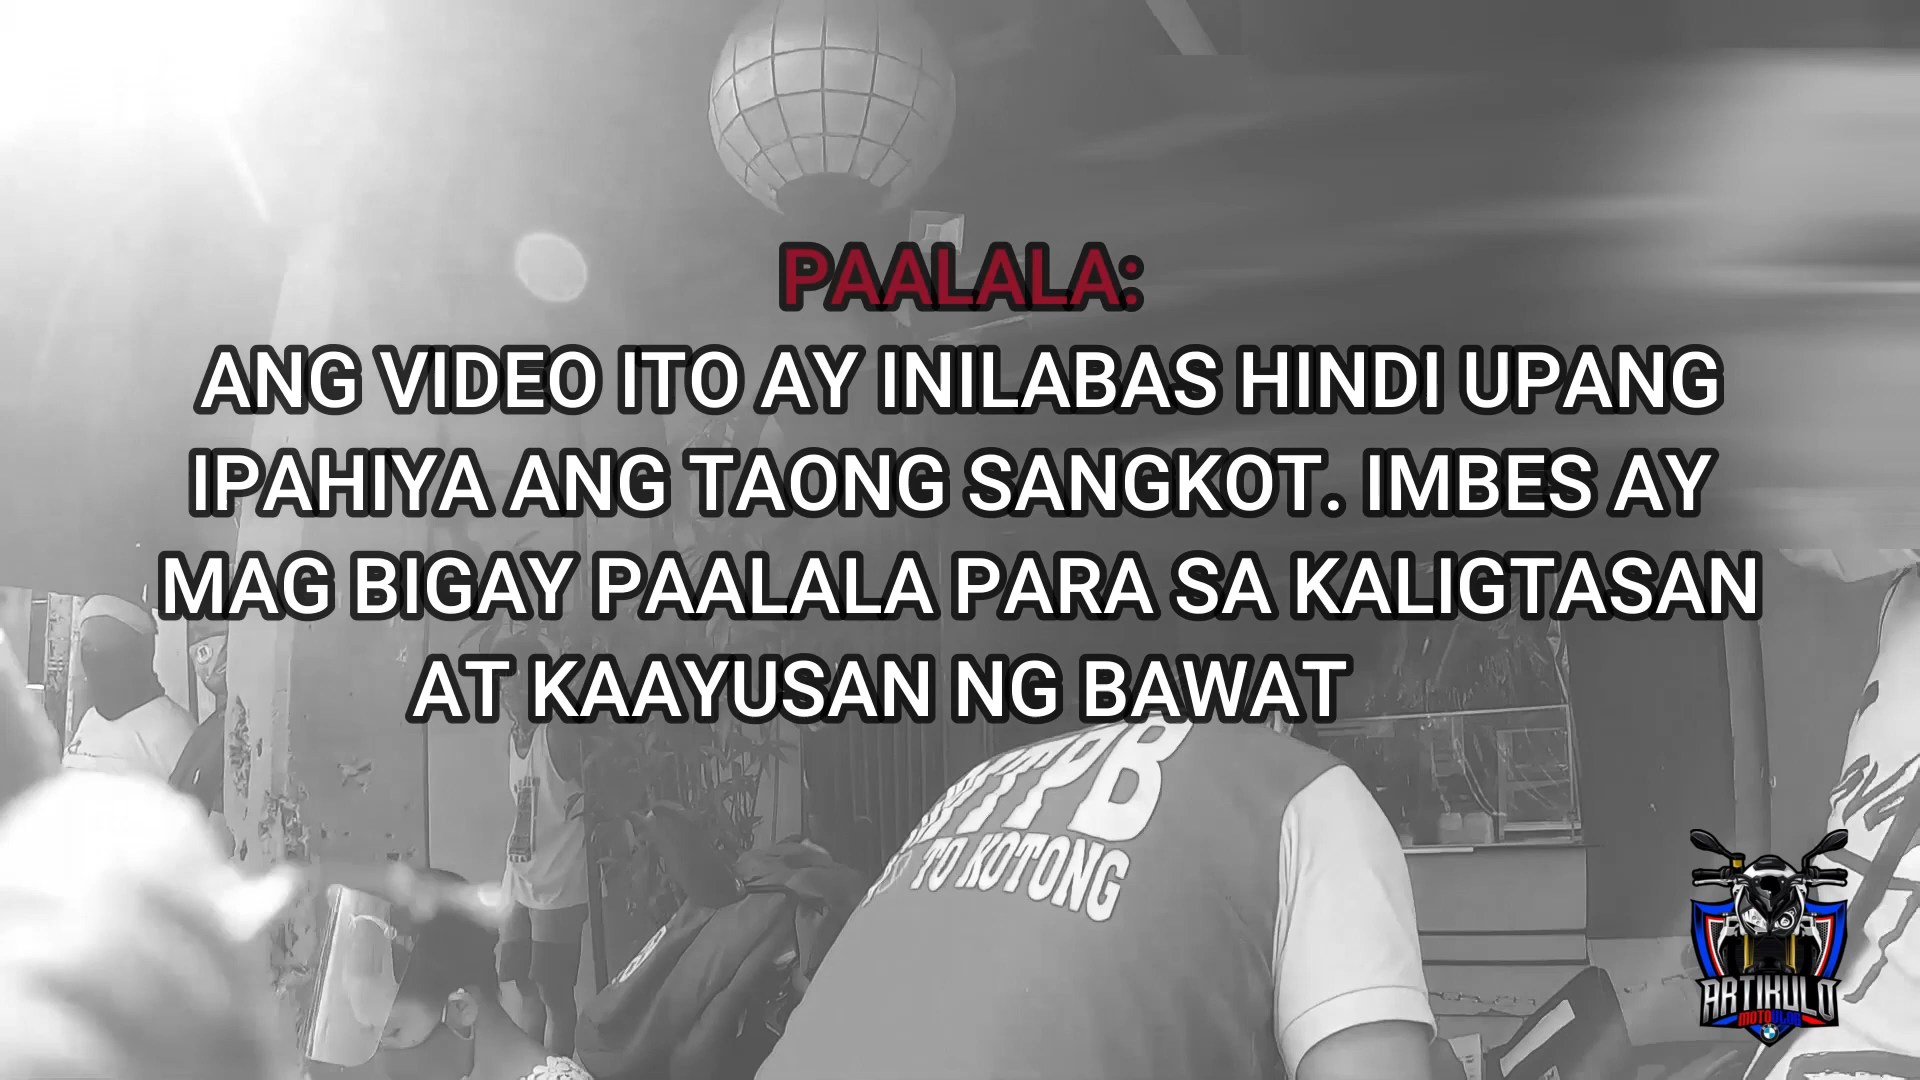 PAALALA:
ANG VIDEO ITO AY INILABAS HINDI UPANG
IPAHIYA ANG TAONG SANGKOT. IMBES AY
MAG BIGAY PAALALA PARA SA KALIGTASAN
AT KAAYUSAN NG BAWAT
TO KOTONG
ARTIKULO
MOTOVLOG